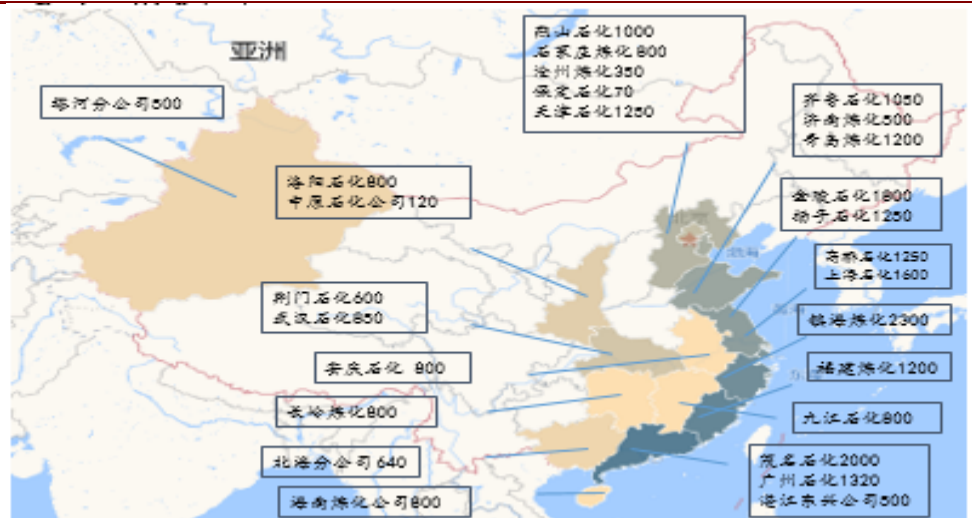 亚洲
燕山石化1000
石家庄炼化800
沧州炼化350
保定石化70
天津石化1250
塔河分公司500
齐鲁石化1050
济南炼化500
青岛炼化1200
洛阳石化800
中原石化公司120
金陵石化1800
扬子石化1250
高桥石化1250
上海石化1600
荆门石化600
武汉石化850
镇海炼化2300
安庆石化 800
福建炼化1200
长岭炼化800
九江石化800
北海分公司640
茂名石化2000
广州石化1320
湛江东兴公司500
海南炼化公司800
渤海